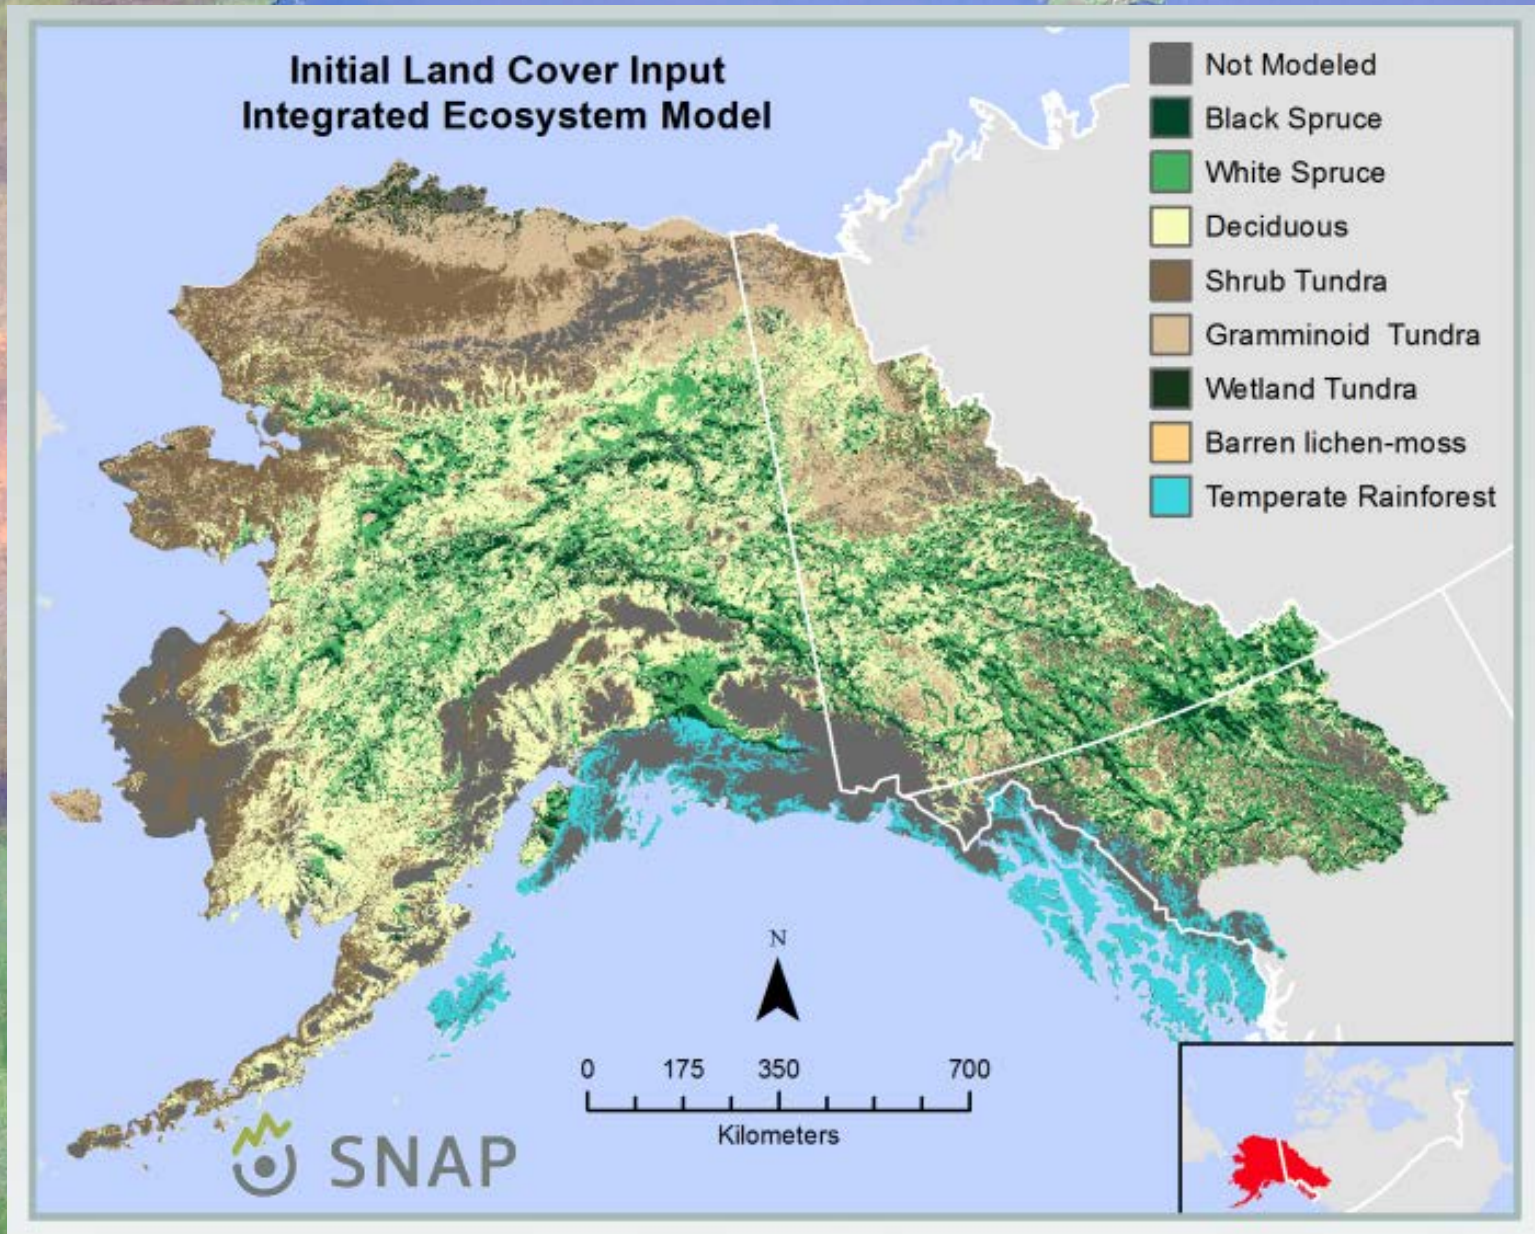 Initial Land Cover Input
Integrated Ecosystem Model
Not Modeled
Black Spruce
White Spruce
Deciduous
Shrub Tundra
Gramminoid Tundra
Wetland Tundra
Barren lichen-moss
Temperate Rainforest
N
0 175 350 700
Kilometers
SNAP